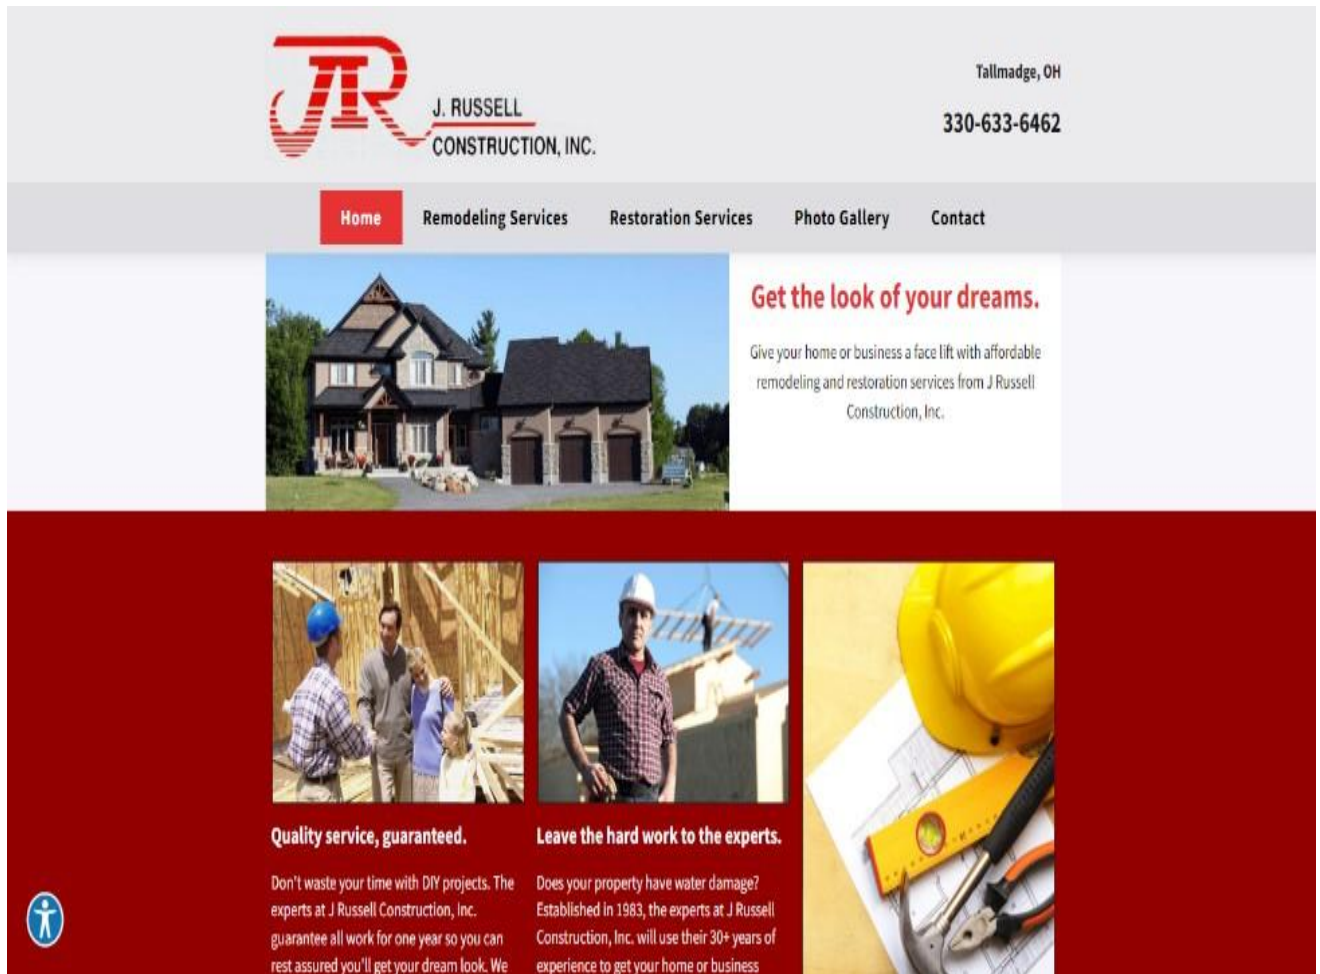 JR
J. RUSSELL
CONSTRUCTION, INC.
Tallmadge, OH
330-633-6462
Home
Remodeling Services
Restoration Services
Photo Gallery
Contact
Get the look of your dreams.
Give your home or business a face lift with affordable
remodeling and restoration services from J Russell
Construction, Inc.
Quality service, guaranteed.
Don't waste your time with DIY projects. The
experts at J Russell Construction, Inc.
guarantee all work for one year so you can
rest assured you'll get your dream look. We
Leave the hard work to the experts.
Does your property have water damage?
Established in 1983, the experts at J Russell
Construction, Inc. will use their 30+ years of
experience to get your home or business